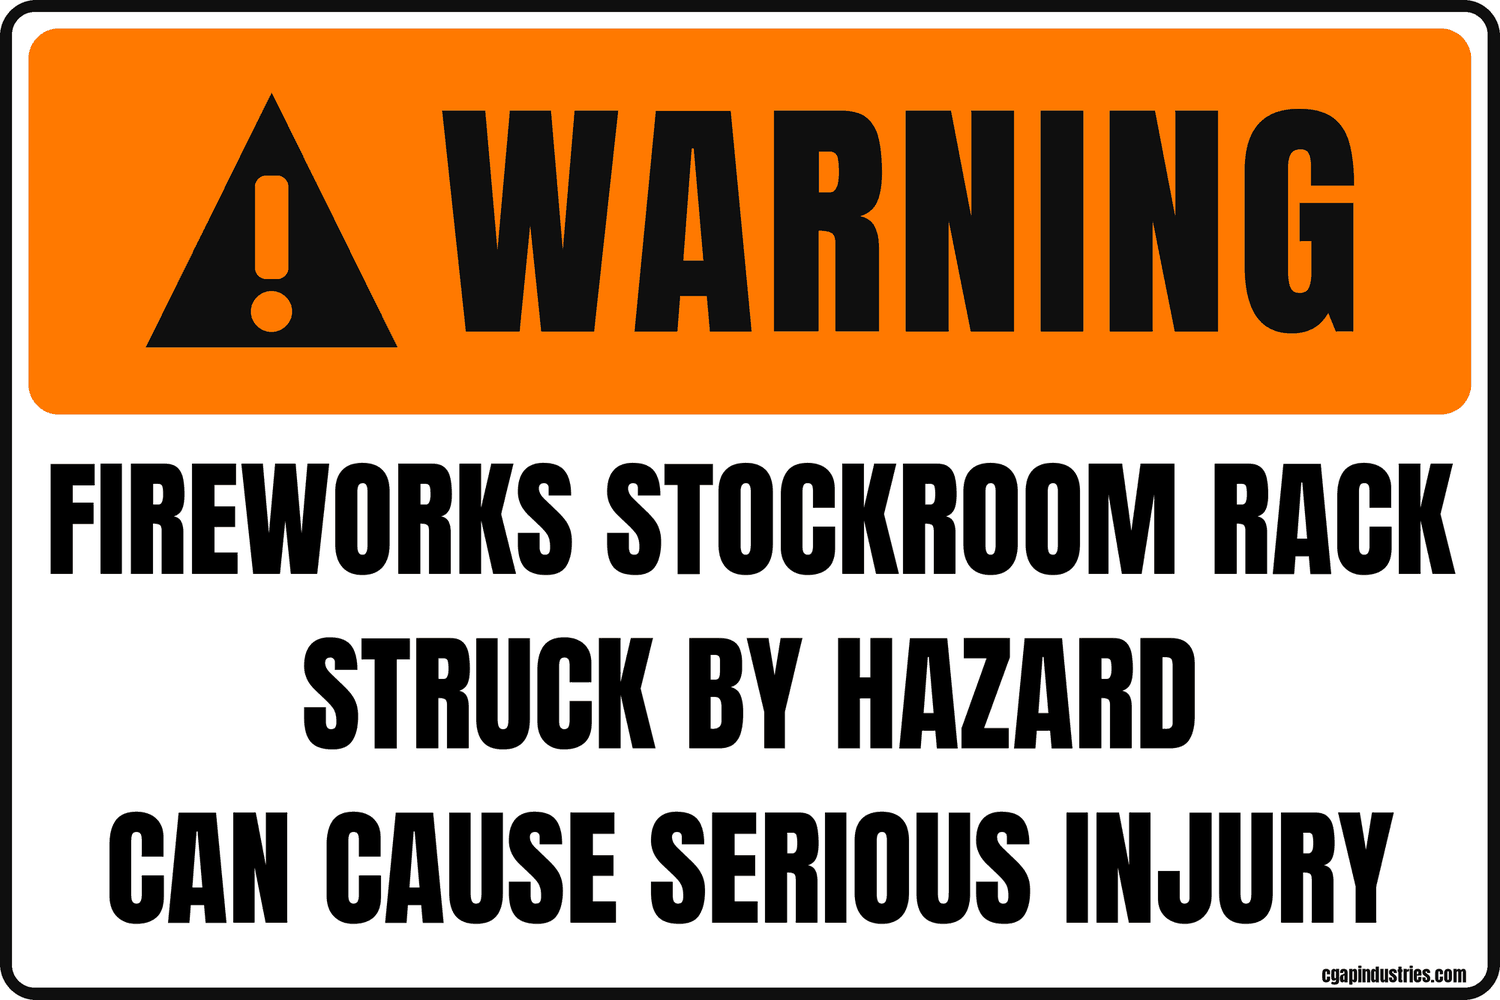 WARNING
FIREWORKS STOCKROOM RACK
STRUCK BY HAZARD
CAN CAUSE SERIOUS INJURY
cgapindustries.com